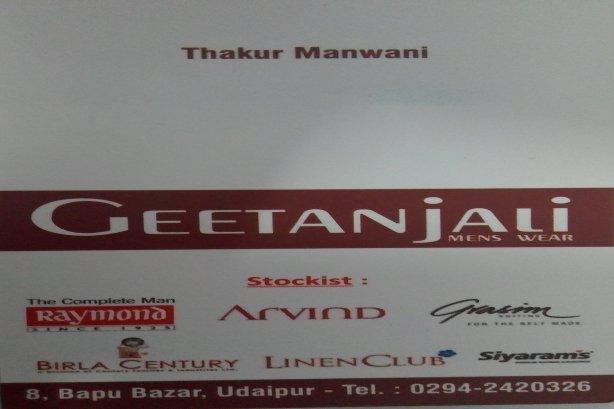 Thakur Manwani
GEETANJALI
MENS WEAR
Stockist :
The Complete Man
Raymond
SINCE 1925
ARVIND
Grasim
SUITING
FOR THE SELF MADE
BIRLA CENTURY
LINEN CLUB
Siyaram's
8, Bapu Bazar, Udaipur - Tel. : 0294-2420326